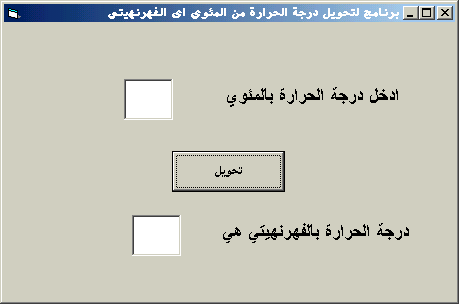 برنامج لتحويل درجة الحرارة من المئوي اى الفهرنهيتي
ادخل درجة الحرارة بالمئوي
تحويل
درجة الحرارة بالفهرنهيتي هي